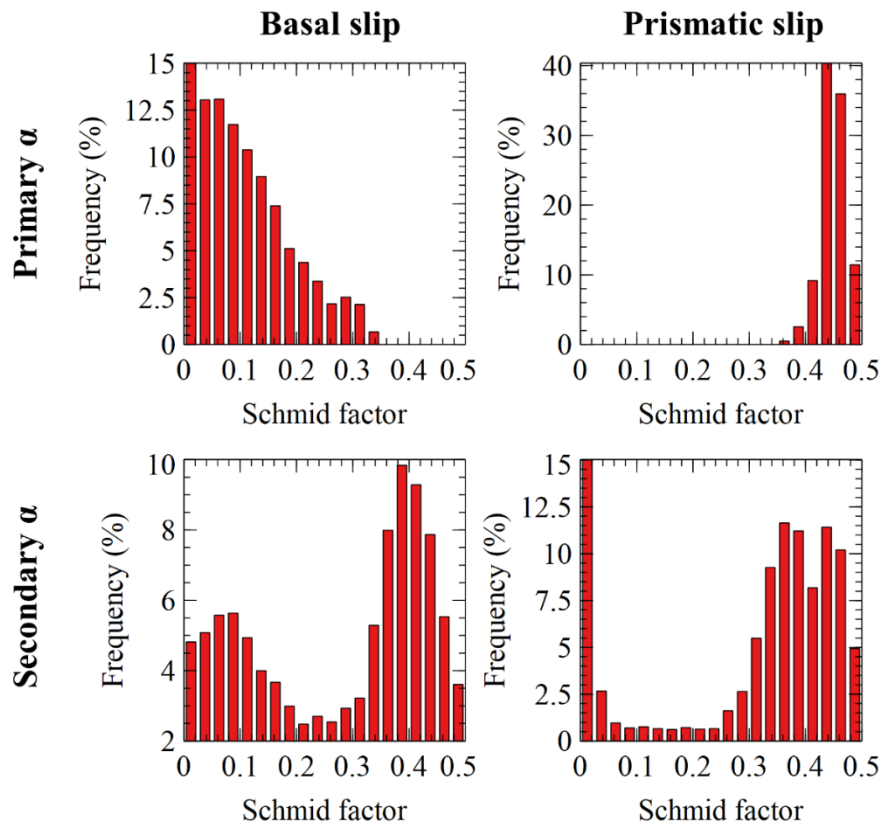 Basal slip
Prismatic slip
Primary α
Frequency (%)
15
12.5
10
7.5
5
2.5
0
0 0.1 0.2 0.3 0.4 0.5
Schmid factor
Frequency (%)
40
30
20
10
0
0 0.1 0.2 0.3 0.4 0.5
Schmid factor
Secondary α
Frequency (%)
10
8
6
4
2
0 0.1 0.2 0.3 0.4 0.5
Schmid factor
Frequency (%)
15
12.5
10
7.5
5
2.5
0
0 0.1 0.2 0.3 0.4 0.5
Schmid factor